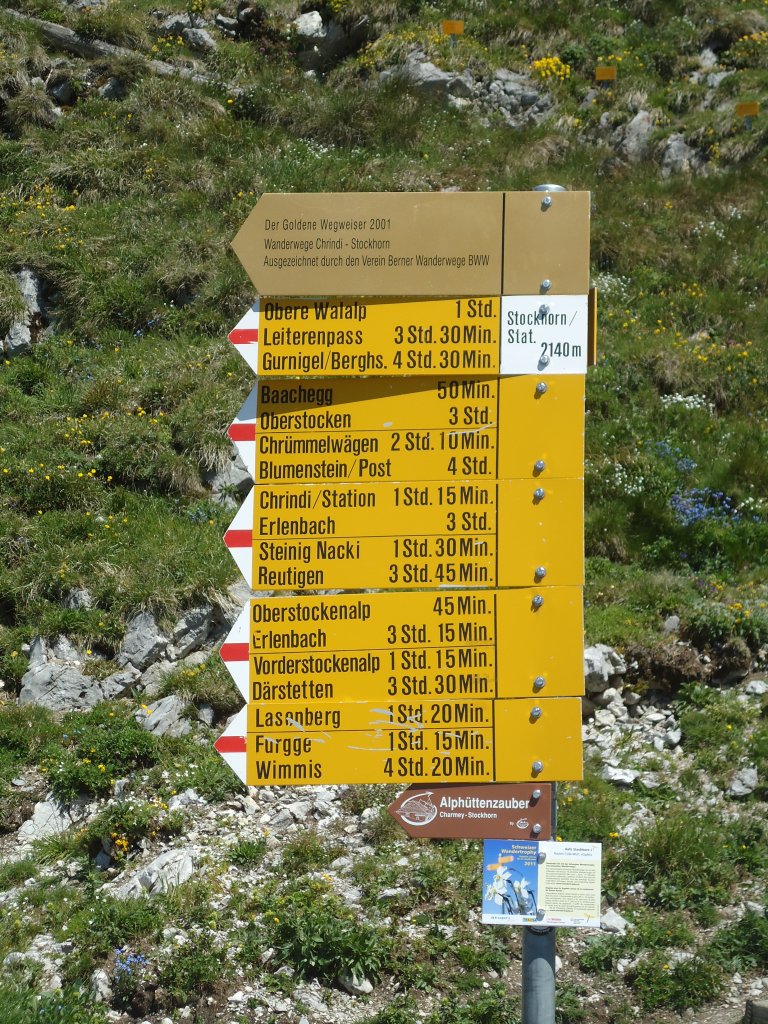 Der Goldene Wegweiser 2001
Wanderwege Chrindi - Stockhorn
Ausgezeichnet durch den Verein Berner Wanderwege BWW
Obere Walalp 1 Std.
Leiterenpass 3 Std. 30 Min.
Gurnigel/Berghs. 4 Std. 30 Min.
Stockhorn/
Stat.
2140 m
Baachegg 50 Min.
Oberstocken 3 Std.
Chrümmelwägen 2 Std. 10 Min.
Blumenstein/Post 4 Std.
Chrindi/Station 1 Std. 15 Min.
Erlenbach 3 Std.
Steinig Nacki 1 Std. 30 Min.
Reutigen 3 Std. 45 Min.
Oberstockenalp 45 Min.
Erlenbach 3 Std. 15 Min.
Vorderstockenalp 1 Std. 15 Min.
Därstetten 3 Std. 30 Min.
Lasenberg 1 Std. 20 Min.
Furgge 1 Std. 15 Min.
Wimmis 4 Std. 20 Min.
Alphüttenzauber
Charmey - Stockhorn
Schweizer
Wandertrophy
2011